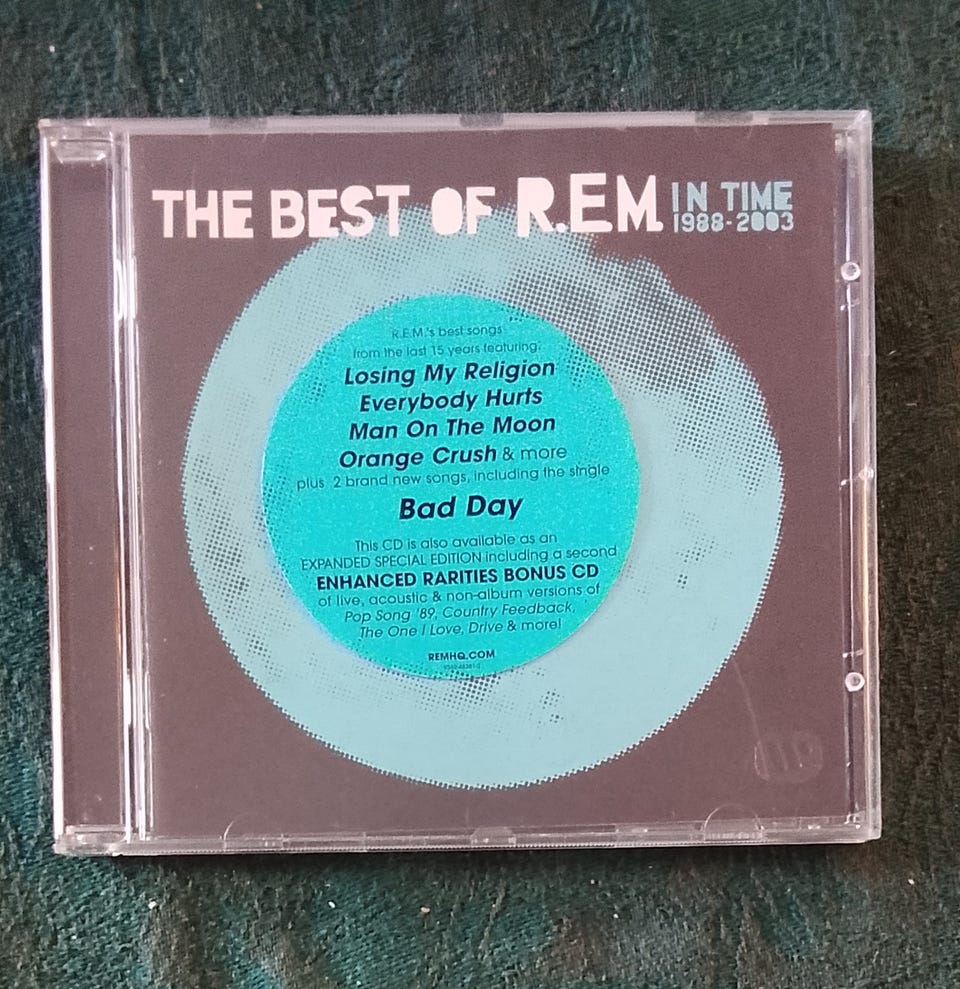 THE BEST OF R.E.M. IN TIME
1988-2003
R.E.M.'s best songs
from the last 15 years featuring:
Losing My Religion
Everybody Hurts
Man On The Moon
Orange Crush & more
plus 2 brand new songs, including the single
Bad Day
This CD is also available as an
EXPANDED SPECIAL EDITION including a second
ENHANCED RARITIES BONUS CD
of live, acoustic & non-album versions of
Pop Song '89, Country Feedback,
The One I Love, Drive & more!
REMHQ.COM